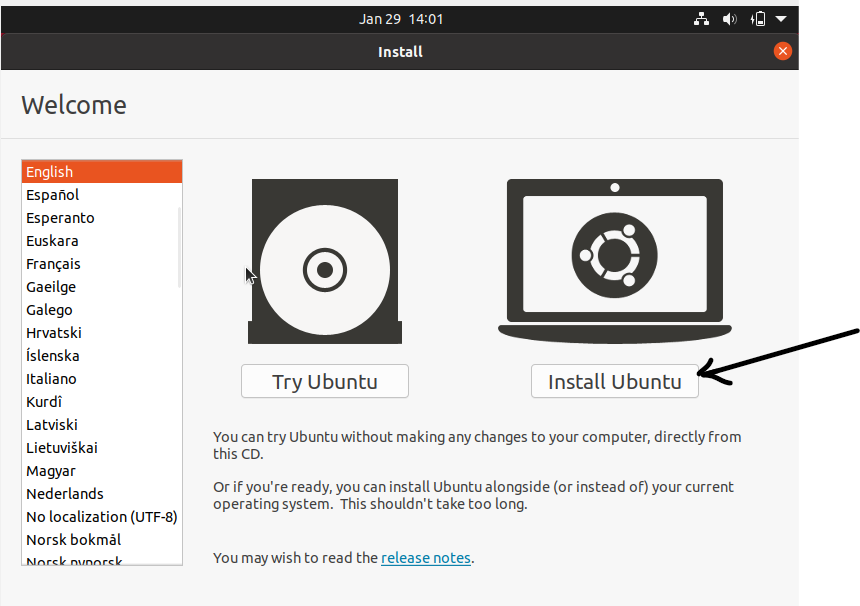 Jan 29 14:01
Install
Welcome
English
Español
Esperanto
Euskara
Français
Gaeilge
Galego
Hrvatski
Íslenska
Italiano
Kurdî
Latviski
Lietuviškai
Magyar
Nederlands
No localization (UTF-8)
Norsk bokmål
Norsk nynorsk
Try Ubuntu
Install Ubuntu
You can try Ubuntu without making any changes to your computer, directly from
this CD.
Or if you're ready, you can install Ubuntu alongside (or instead of) your current
operating system. This shouldn't take too long.
You may wish to read the release notes.